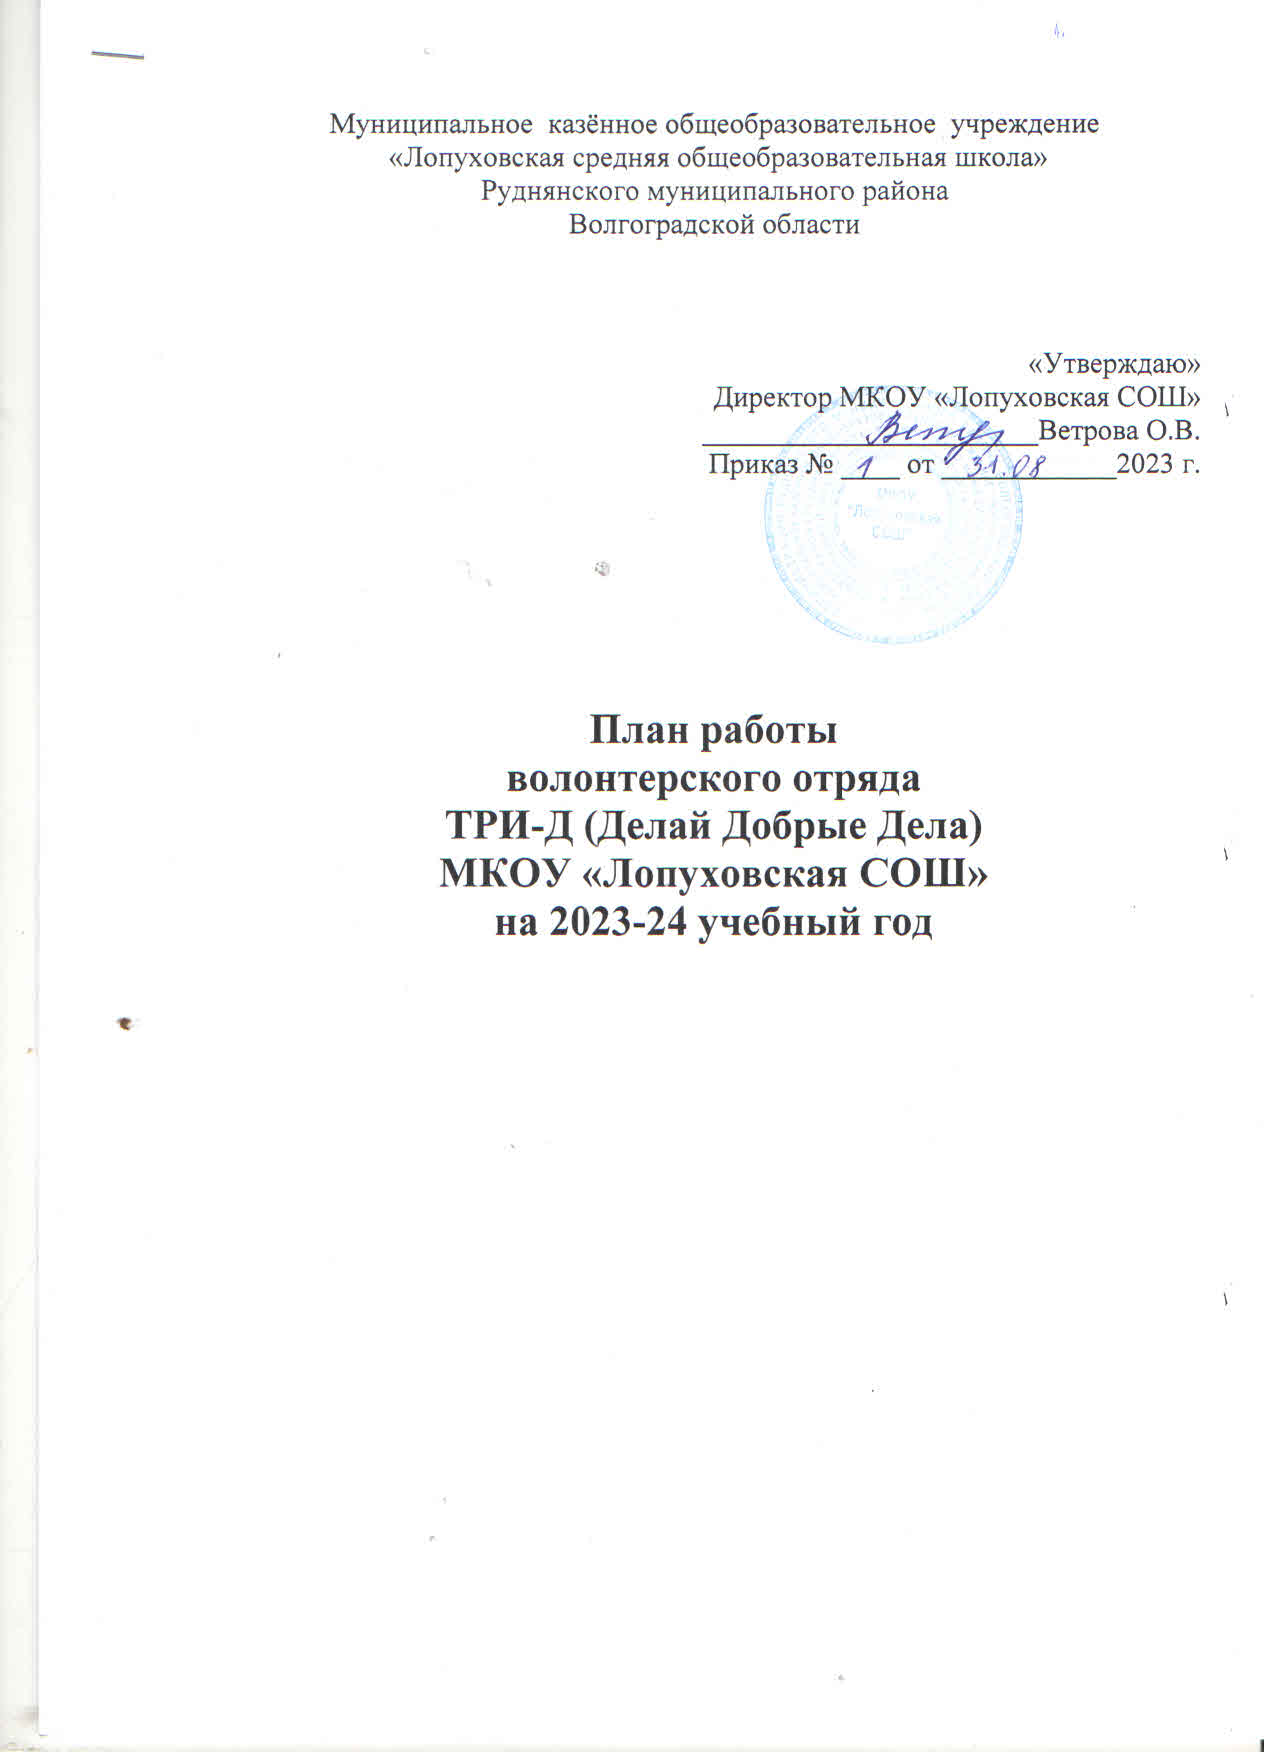 Муниципальное казённое общеобразовательное учреждение
«Лопуховская средняя общеобразовательная школа»
Руднянского муниципального района
Волгоградской области
«Утверждаю»
Директор МКОУ «Лопуховская СОШ»
Ветрова О.В.
Приказ № 1 от 31.08 2023 г.
СОШ"
План работы
волонтерского отряда
ТРИ-Д (Делай Добрые Дела)
МКОУ «Лопуховская СОШ»
на 2023-24 учебный год